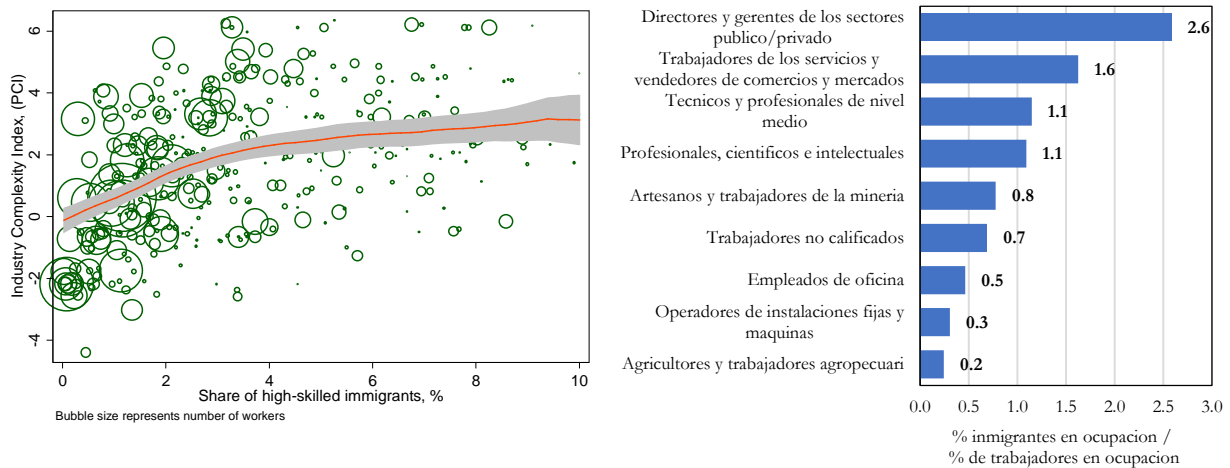 Industry Complexity Index, (PCI)
6
4
2
0
-2
-4
0
2
4
6
8
10
Share of high-skilled immigrants, %
Bubble size represents number of workers
Directores y gerentes de los sectores
publico/privado
2.6
Trabajadores de los servicios y
vendedores de comercios y mercados
1.6
Tecnicos y profesionales de nivel
medio
1.1
Profesionales, cientificos e intelectuales
1.1
Artesanos y trabajadores de la mineria
0.8
Trabajadores no calificados
0.7
Empleados de oficina
0.5
Operadores de instalaciones fijas y
maquinas
0.3
Agricultores y trabajadores agropecuari
0.2
0.0
0.5
1.0
1.5
2.0
2.5
3.0
% inmigrantes en ocupacion /
% de trabajadores en ocupacion